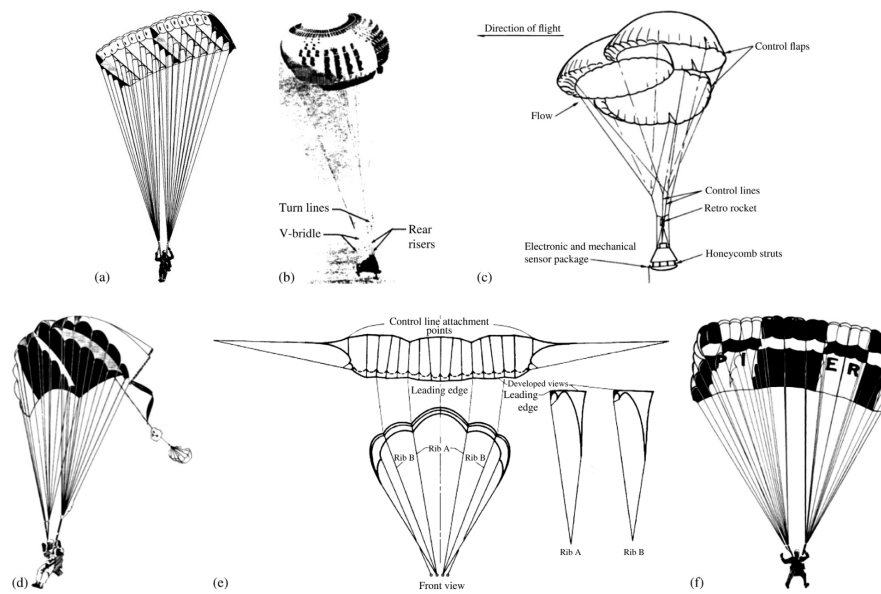 (a)
Turn lines
V-bridle
Rear
risers
(b)
Direction of flight
Control flaps
Flow
Control lines
Retro rocket
Electronic and mechanical
sensor package
Honeycomb struts
(c)
(d)
Control line attachment
points
Leading edge
Developed views
Leading
edge
Rib B
Rib A
Rib B
Rib A
Rib B
Front view
(e)
P I ER
(f)